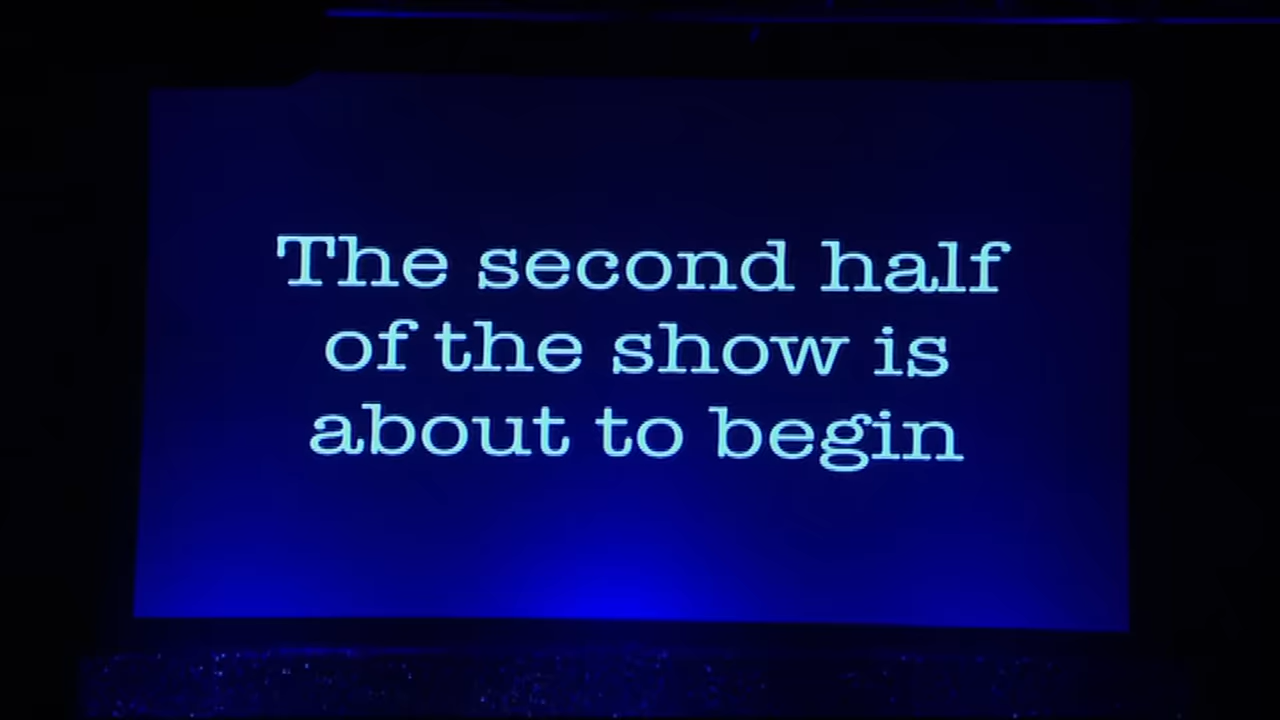 The second half
of the show is
about to begin